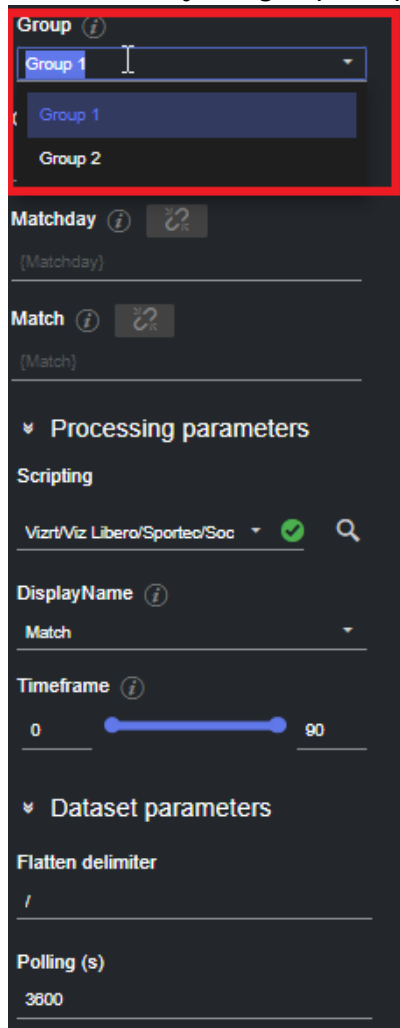 Group
Group 1
Group 1
Group 2
Matchday
{Matchday}
Match
{Match}
Processing parameters
Scripting
Vizrt/Viz Libero/Sportec/Soc
DisplayName
Match
Timeframe
0 90
Dataset parameters
Flatten delimiter
/
Polling (s)
3600